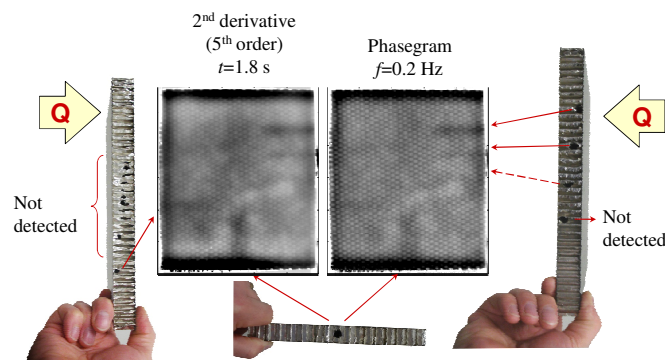 2nd derivative
(5th order)
t=1.8 s
Phasegram
f=0.2 Hz
Q
Q
Not
detected
Not
detected